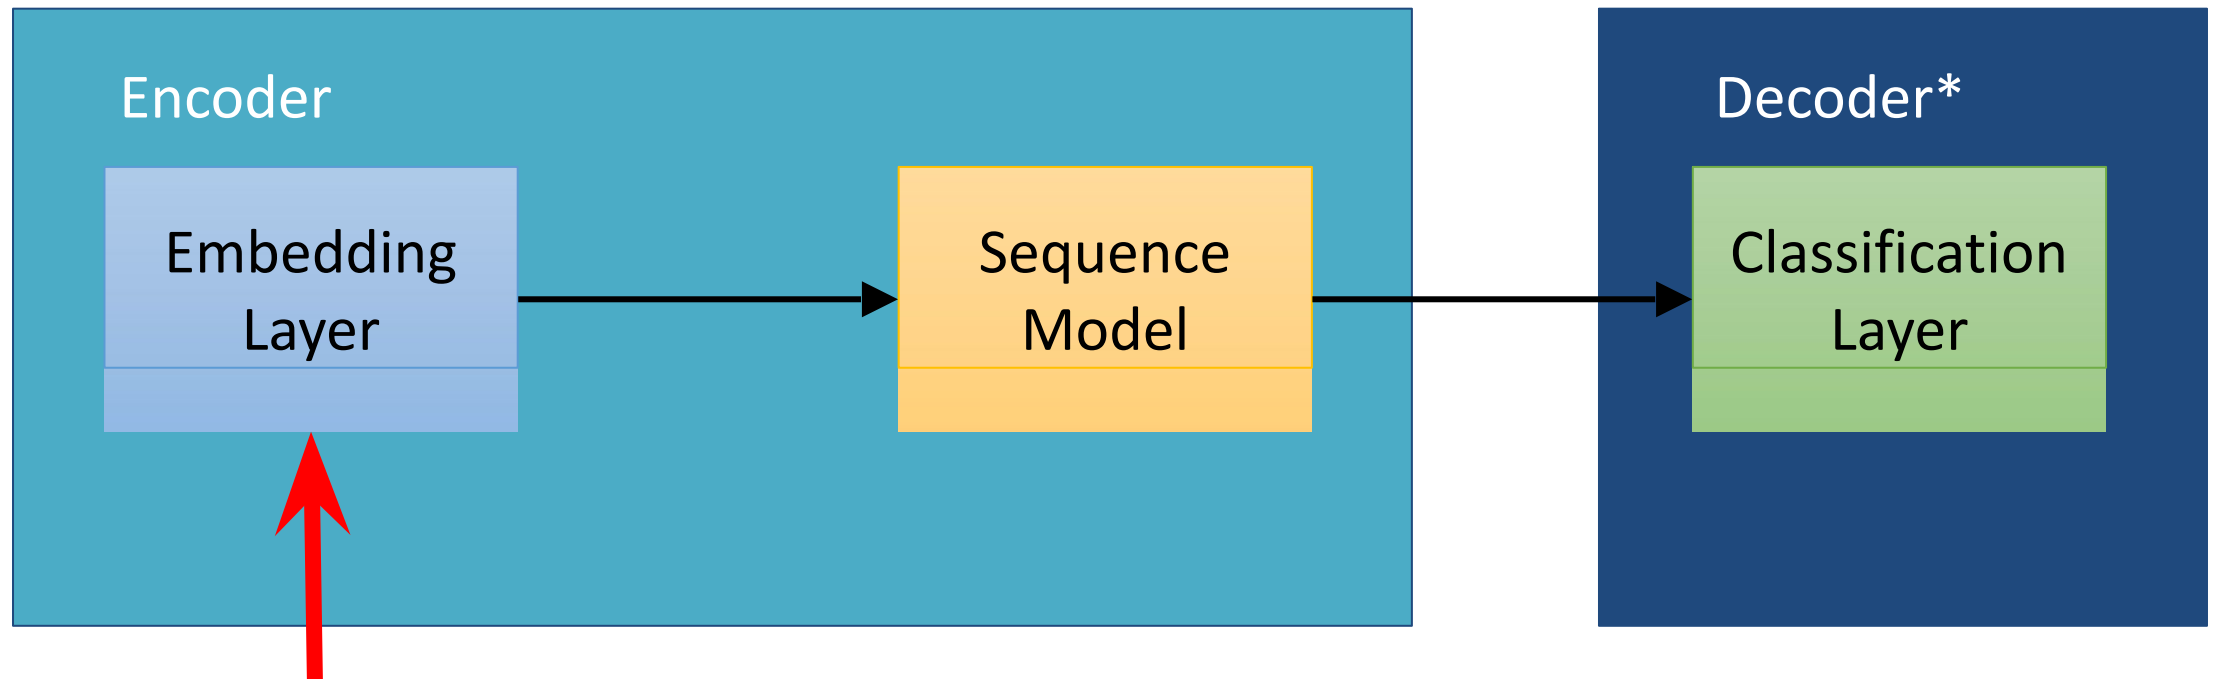 Encoder
Decoder*
Embedding
Layer
Sequence
Model
Classification
Layer